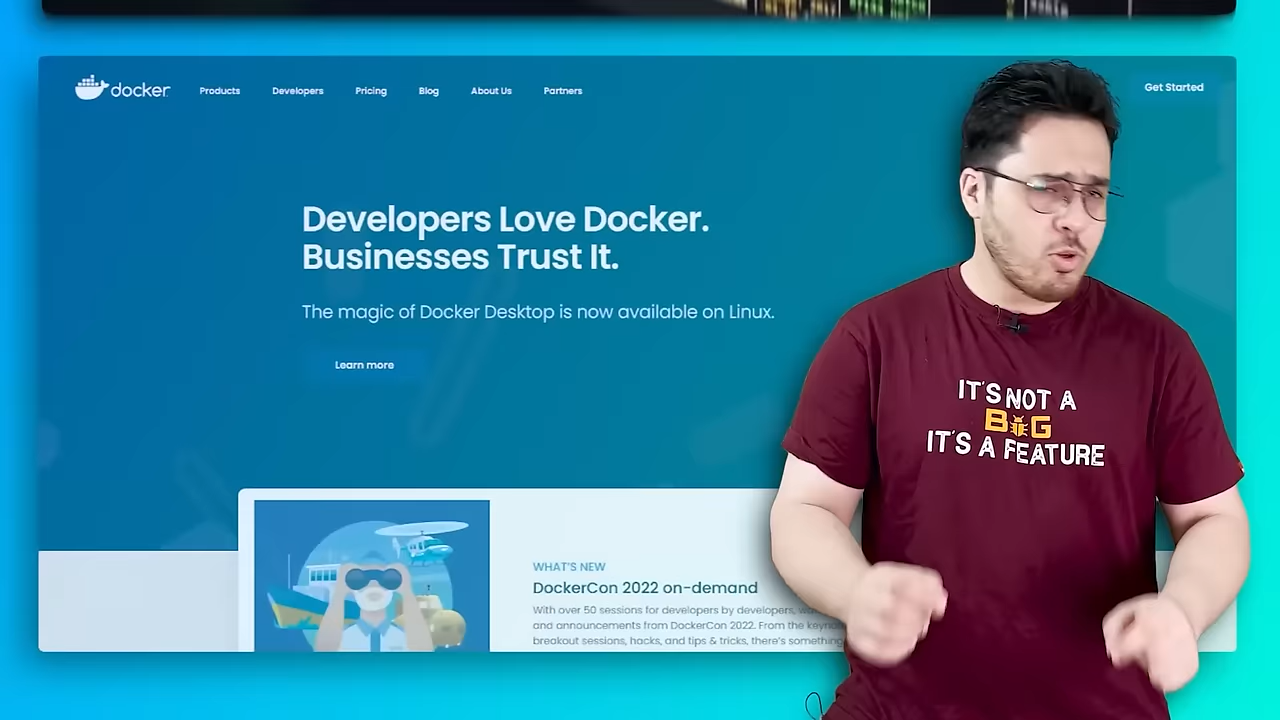 docker
Products
Developers
Pricing
Blog
About Us
Partners
Get Started
Developers Love Docker.
Businesses Trust It.
The magic of Docker Desktop is now available on Linux.
Learn more
IT'S NOT A
BUG
IT'S A FEATURE
WHAT'S NEW
DockerCon 2022 on-demand
With over 50 sessions for developers by developers,
and announcements from DockerCon 2022. From the
breakout sessions, hacks, and tips & tricks, there's something